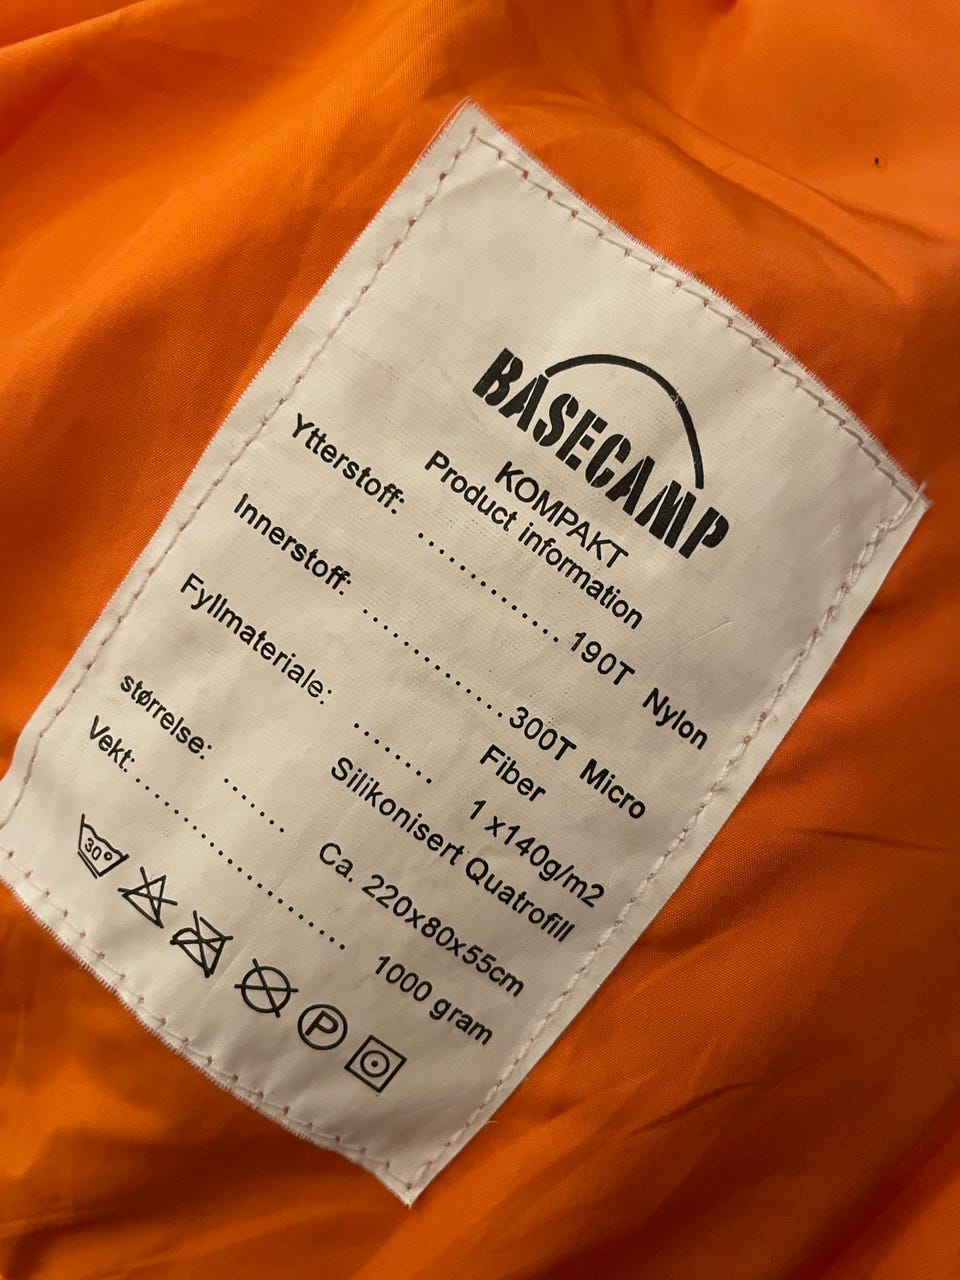 BASECAMP
KOMPAKT
Product information
Ytterstoff: .............. 190T Nylon
Innerstoff: ............... 300T Micro
Fiber
Fyllmateriale: ........ 1 x140g/m2
Silikonisert Quatrofill
størrelse: ....... Ca. 220x80x55cm
Vekt: ....................... 1000 gram
30°
P